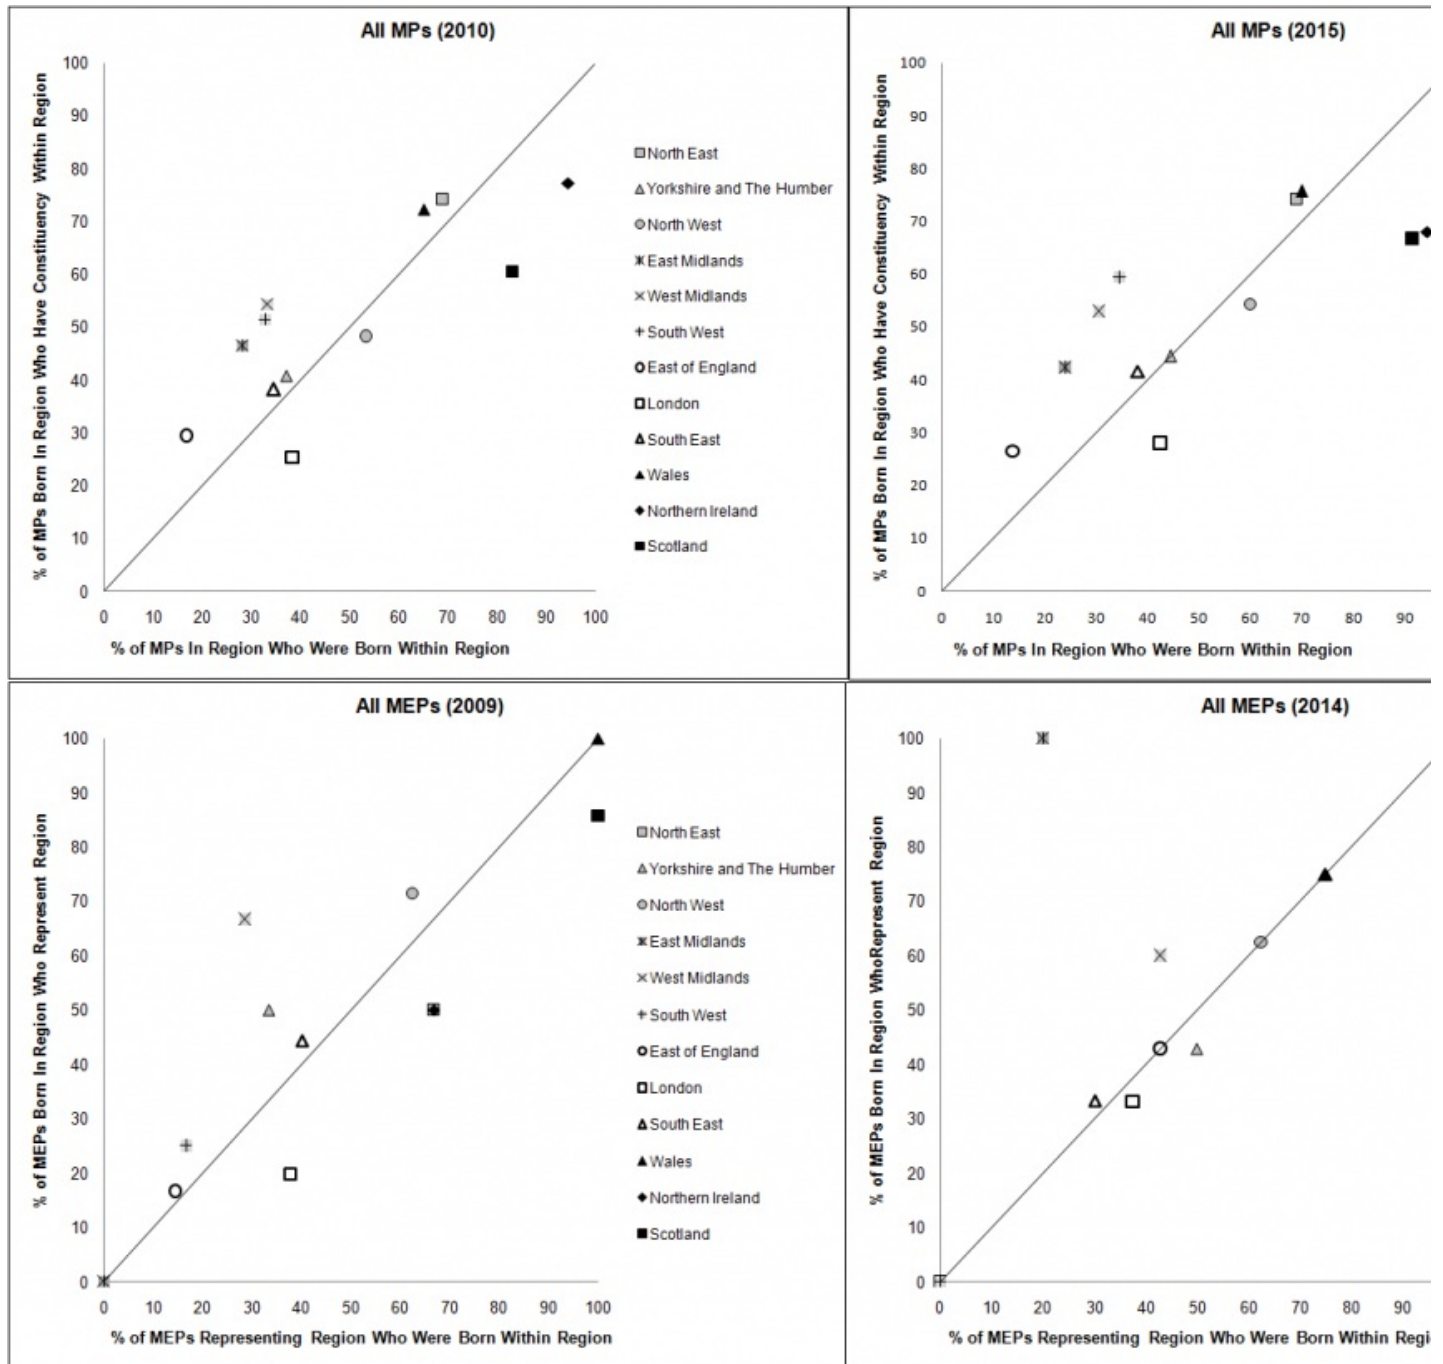 All MPs (2010)
% of MPs Born In Region Who Have Constituency Within Region
100
90
80
70
60
50
40
30
20
10
0
0 10 20 30 40 50 60 70 80 90 100
% of MPs In Region Who Were Born Within Region
North East
Yorkshire and The Humber
North West
East Midlands
West Midlands
South West
East of England
London
South East
Wales
Northern Ireland
Scotland
All MPs (2015)
% of MPs Born In Region Who Have Constituency Within Region
100
90
80
70
60
50
40
30
20
10
0
0 10 20 30 40 50 60 70 80 90
% of MPs In Region Who Were Born Within Region
All MEPs (2009)
% of MEPs Born In Region Who Represent Region
100
90
80
70
60
50
40
30
20
10
0
0 10 20 30 40 50 60 70 80 90 100
% of MEPs Representing Region Who Were Born Within Region
North East
Yorkshire and The Humber
North West
East Midlands
West Midlands
South West
East of England
London
South East
Wales
Northern Ireland
Scotland
All MEPs (2014)
% of MEPs Born In Region WhoRepresent Region
100
90
80
70
60
50
40
30
20
10
0
0 10 20 30 40 50 60 70 80 90
% of MEPs Representing Region Who Were Born Within Regi